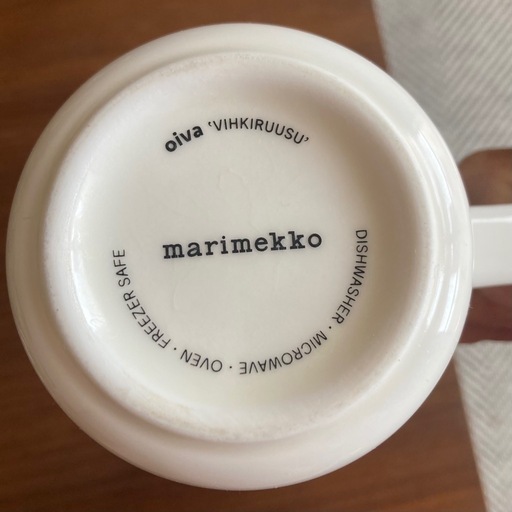 oiva 'VIHKIRUUSU'
marimekko
DISHWASHER · MICROWAVE · OVEN · FREEZER SAFE